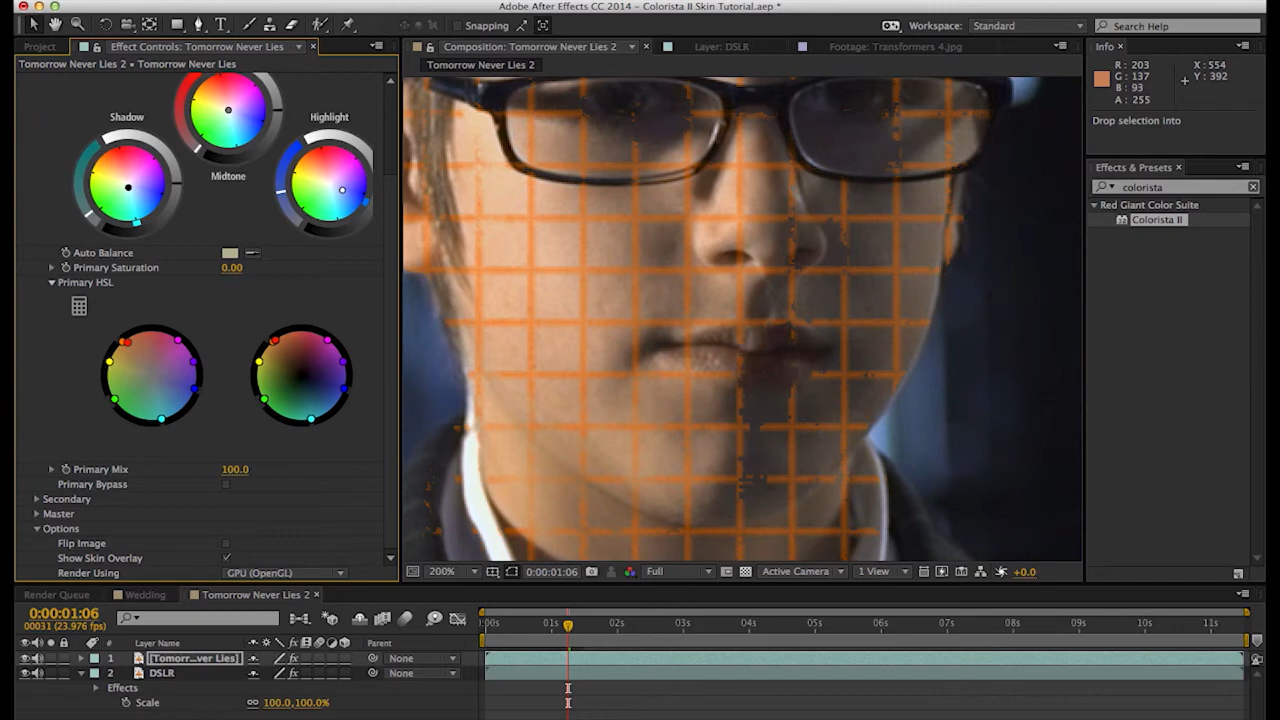 Adobe After Effects CC 2014 - Colorista II Skin Tutorial.aep *
Snapping
Workspace: Standard
Search Help
Project
Effect Controls: Tomorrow Never Lies
Composition: Tomorrow Never Lies 2
Layer: DSLR
Footage: Transformers 4.jpg
Info
Tomorrow Never Lies 2 • Tomorrow Never Lies
Tomorrow Never Lies 2
R: 203
G: 137
B: 93
A: 255
X: 554
Y: 392
Drop selection into
Shadow
Highlight
Midtone
Effects & Presets
colorista
Red Giant Color Suite
Colorista II
Auto Balance
Primary Saturation 0.00
Primary HSL
Primary Mix 100.0
Primary Bypass
Secondary
Master
Options
Flip Image
Show Skin Overlay
Render Using GPU (OpenGL)
200% 0:00:01:06 Full Active Camera 1 View +0.0
Render Queue
Wedding
Tomorrow Never Lies 2
0:00:01:06
00031 (23.976 fps)
:00s 01s 02s 03s 04s 05s 06s 07s 08s 09s 10s 11s
# Layer Name fx Parent
1 [Tomorr...ver Lies] fx None
2 DSLR fx None
Effects
Scale 100.0,100.0%